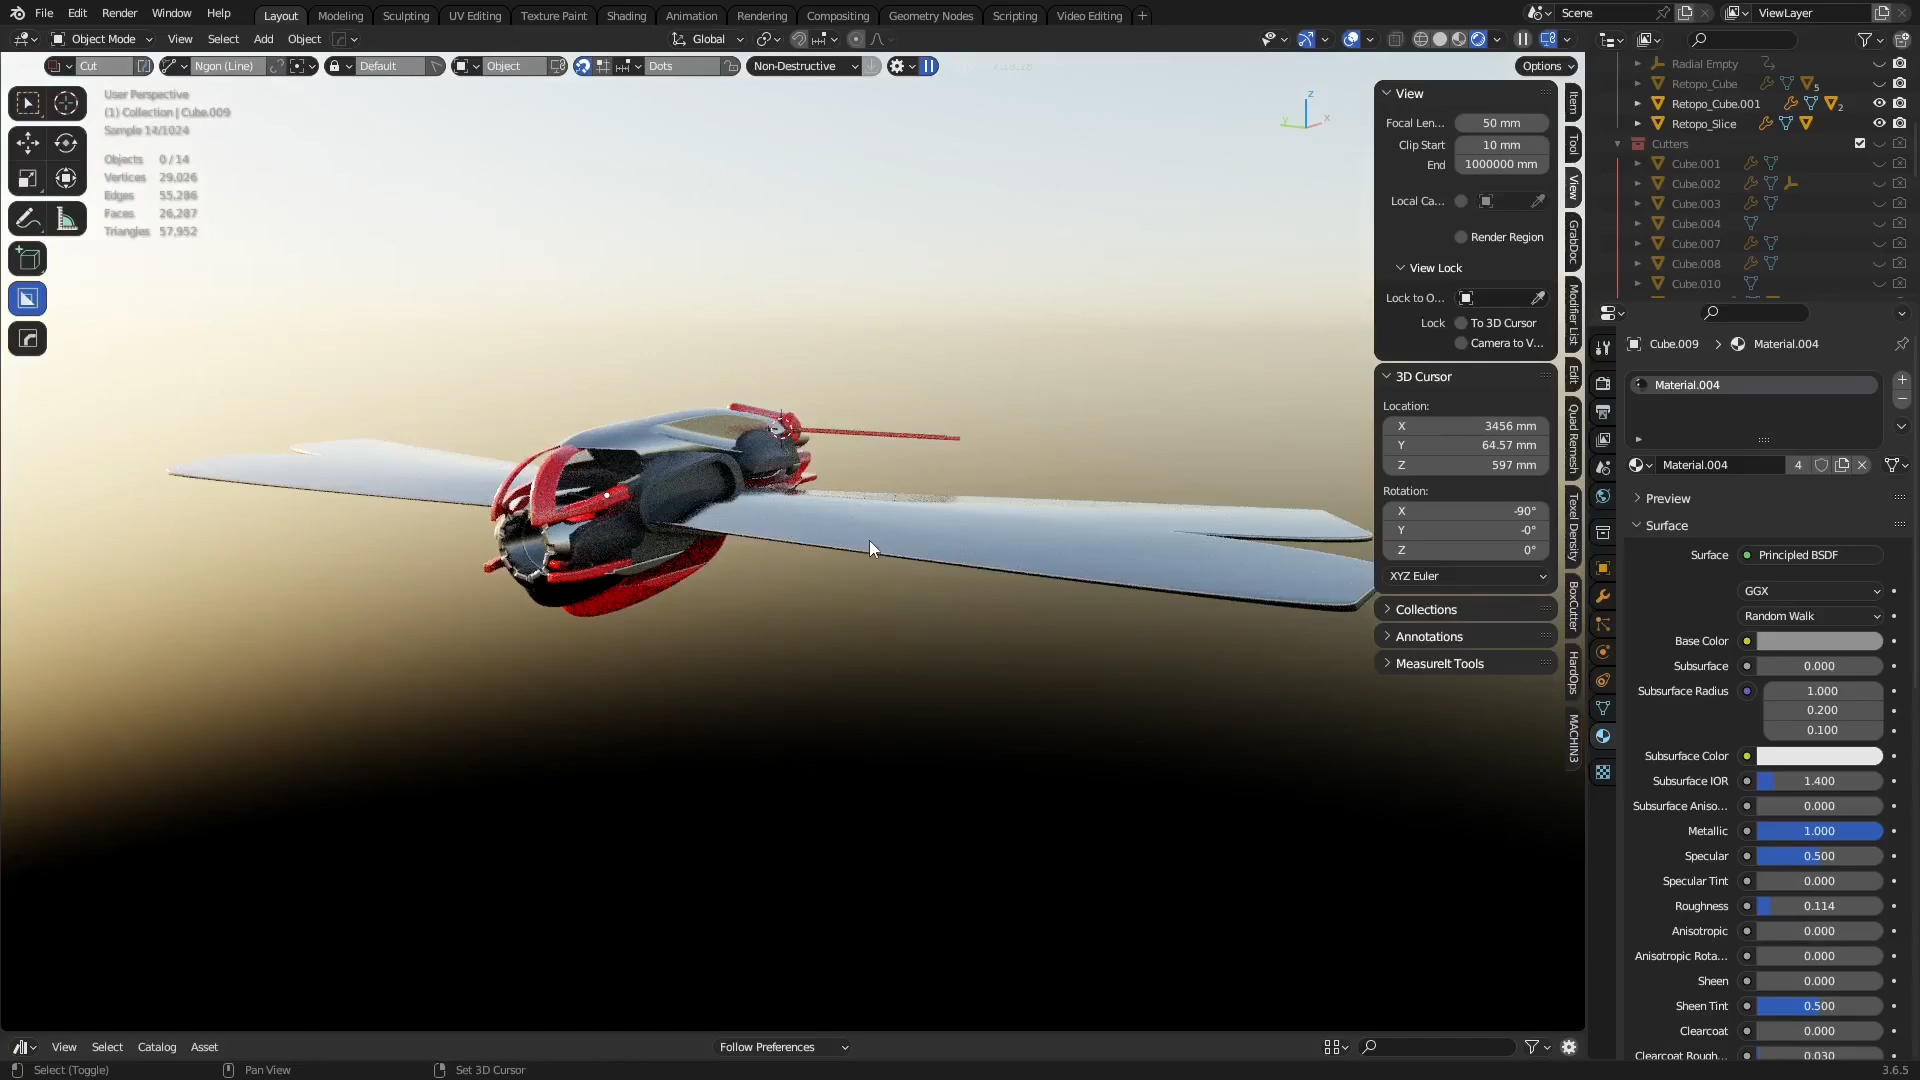 File Edit Render Window Help Layout Modeling Sculpting UV Editing Texture Paint Shading Animation Rendering Compositing Geometry Nodes Scripting Video Editing + Scene ViewLayer
Object Mode View Select Add Object Global
Cut Ngon (Line) Default Object Dots Non-Destructive Options
User Perspective
(1) Collection | Cube.009
Sample 14/1024
Objects 0 / 14
Vertices 29,026
Edges 55,286
Faces 26,287
Triangles 57,952
Z
Y
X
View
Focal Len... 50 mm
Clip Start 10 mm
End 1000000 mm
Local Ca...
Render Region
View Lock
Lock to O...
Lock To 3D Cursor
Camera to V...
3D Cursor
Location:
X 3456 mm
Y 64.57 mm
Z 597 mm
Rotation:
X -90°
Y -0°
Z 0°
XYZ Euler
Collections
Annotations
MeasureIt Tools
Item
Tool
View
GrabDoc
Modifier List
Edit
Quad Remesh
Texel Density
BoxCutter
HardOps
MACHIN3
Radial Empty
Retopo_Cube 5
Retopo_Cube.001 2
Retopo_Slice
Cutters
Cube.001
Cube.002
Cube.003
Cube.004
Cube.007
Cube.008
Cube.010
Cube.009 > Material.004
Material.004
Material.004 4
Preview
Surface
Surface Principled BSDF
GGX
Random Walk
Base Color
Subsurface 0.000
Subsurface Radius 1.000
0.200
0.100
Subsurface Color
Subsurface IOR 1.400
Subsurface Aniso... 0.000
Metallic 1.000
Specular 0.500
Specular Tint 0.000
Roughness 0.114
Anisotropic 0.000
Anisotropic Rota... 0.000
Sheen 0.000
Sheen Tint 0.500
Clearcoat 0.000
Clearcoat Rough... 0.030
View Select Catalog Asset Follow Preferences
Select (Toggle) Pan View Set 3D Cursor 3.6.5